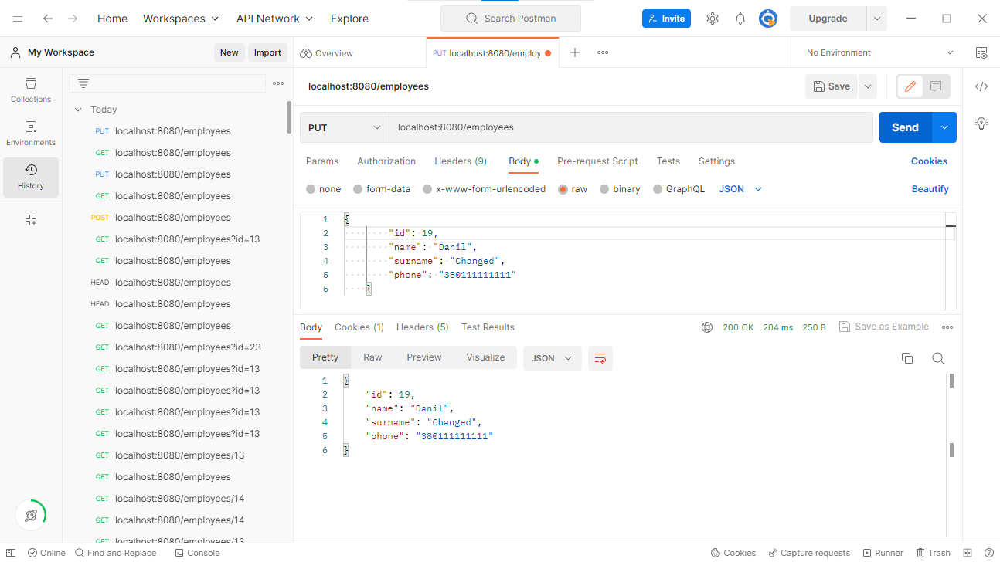 Home Workspaces API Network Explore Search Postman Invite Upgrade
My Workspace New Import Overview PUT localhost:8080/employ No Environment
Collections
Environments
History
Today
PUT localhost:8080/employees
GET localhost:8080/employees
PUT localhost:8080/employees
GET localhost:8080/employees
POST localhost:8080/employees
GET localhost:8080/employees?id=13
GET localhost:8080/employees
HEAD localhost:8080/employees
HEAD localhost:8080/employees
GET localhost:8080/employees
GET localhost:8080/employees?id=23
GET localhost:8080/employees?id=13
GET localhost:8080/employees?id=13
GET localhost:8080/employees?id=13
GET localhost:8080/employees?id=13
GET localhost:8080/employees/13
GET localhost:8080/employees
GET localhost:8080/employees/14
GET localhost:8080/employees/14
GET localhost:8080/employees/13
localhost:8080/employees Save
PUT localhost:8080/employees Send
Params Authorization Headers (9) Body Pre-request Script Tests Settings Cookies
none form-data x-www-form-urlencoded raw binary GraphQL JSON Beautify
1 {
2 "id": 19,
3 "name": "Danil",
4 "surname": "Changed",
5 "phone": "380111111111"
6 }
Body Cookies (1) Headers (5) Test Results 200 OK 204 ms 250 B Save as Example
Pretty Raw Preview Visualize JSON
1 {
2 "id": 19,
3 "name": "Danil",
4 "surname": "Changed",
5 "phone": "380111111111"
6 }
Online Find and Replace Console Cookies Capture requests Runner Trash